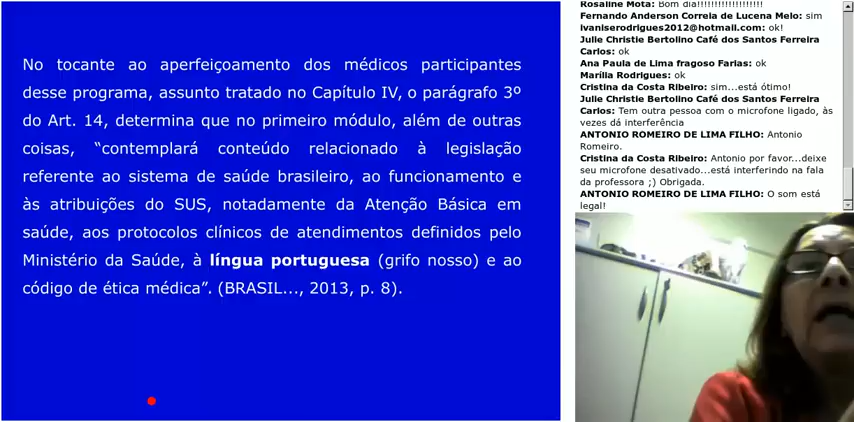 No tocante ao aperfeiçoamento dos médicos participantes
desse programa, assunto tratado no Capítulo IV, o parágrafo 3º
do Art. 14, determina que no primeiro módulo, além de outras
coisas, “contemplará conteúdo relacionado à legislação
referente ao sistema de saúde brasileiro, ao funcionamento e
às atribuições do SUS, notadamente da Atenção Básica em
saúde, aos protocolos clínicos de atendimentos definidos pelo
Ministério da Saúde, à língua portuguesa (grifo nosso) e ao
código de ética médica”. (BRASIL..., 2013, p. 8).
Rosaline Mota: Bom dia!!!!!!!!!!!!!!!!!!!
Fernando Anderson Correia de Lucena Melo: sim
ivaniserodrigues2012@hotmail.com: ok!
Julie Christie Bertolino Café dos Santos Ferreira
Carlos: ok
Ana Paula de Lima fragoso Farias: ok
Marília Rodrigues: ok
Cristina da Costa Ribeiro: sim...está ótimo!
Julie Christie Bertolino Café dos Santos Ferreira
Carlos: Tem outra pessoa com o microfone ligado, às
vezes dá interferência
ANTONIO ROMEIRO DE LIMA FILHO: Antonio
Romeiro.
Cristina da Costa Ribeiro: Antonio por favor...deixe
seu microfone desativado...está interferindo na fala
da professora ;) Obrigada.
ANTONIO ROMEIRO DE LIMA FILHO: O som está
legal!